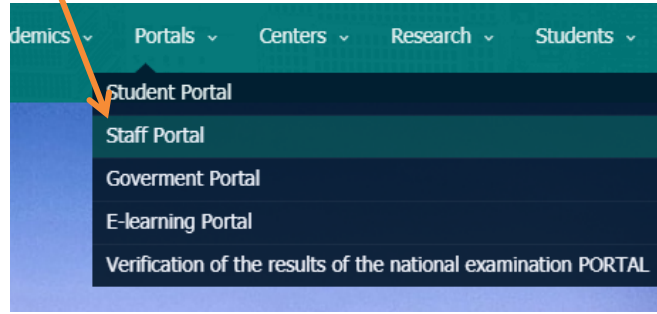 demics Portals Centers Research Students
Student Portal
Staff Portal
Goverment Portal
E-learning Portal
Verification of the results of the national examination PORTAL